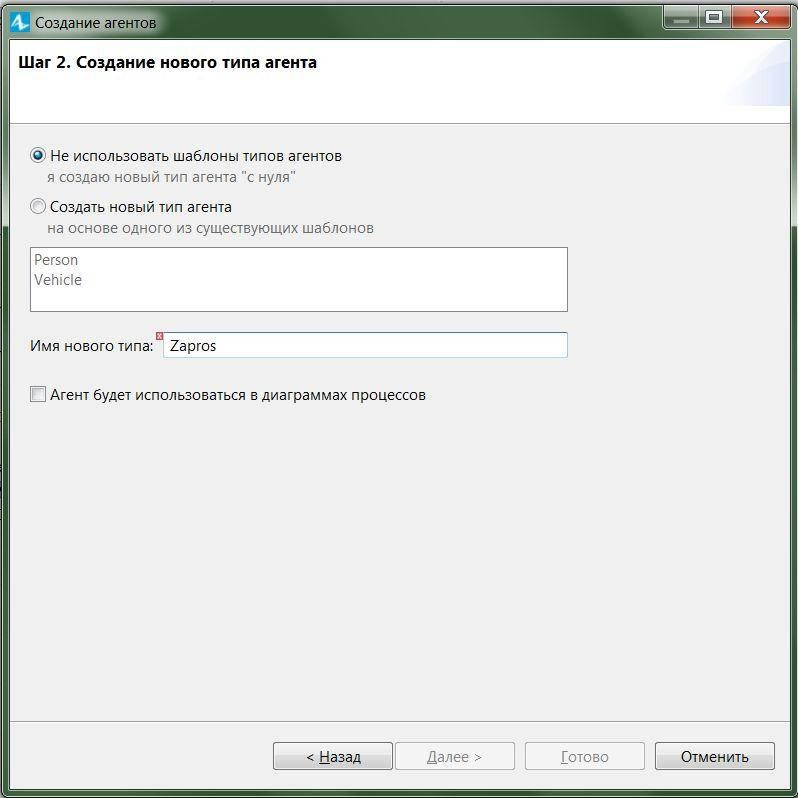 Создание агентов
Шаг 2. Создание нового типа агента
Не использовать шаблоны типов агентов
я создаю новый тип агента "с нуля"
Создать новый тип агента
на основе одного из существующих шаблонов
Person
Vehicle
Имя нового типа: Zapros
Агент будет использоваться в диаграммах процессов
< Назад Далее > Готово Отменить